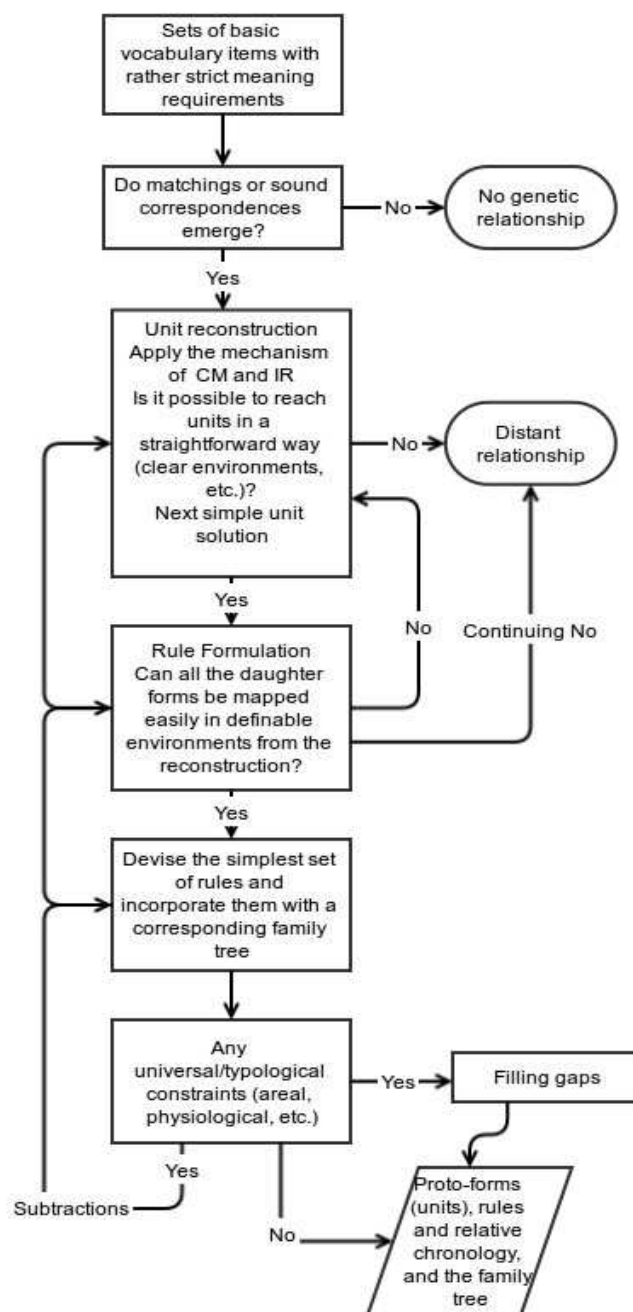 Sets of basic
vocabulary items with
rather strict meaning
requirements
Do matchings or sound
correspondences
emerge?
No
No genetic
relationship
Yes
Unit reconstruction
Apply the mechanism
of CM and IR
Is it possible to reach
units in a
straightforward way
(clear environments,
etc.)?
Next simple unit
solution
No
Distant
relationship
Yes
No
Continuing No
Rule Formulation
Can all the daughter
forms be mapped
easily in definable
environments from the
reconstruction?
Yes
Devise the simplest set
of rules and
incorporate them with a
corresponding family
tree
Any
universal/typological
constraints (areal,
physiological, etc.)
Yes
Filling gaps
Yes
Subtractions
No
Proto-forms
(units), rules
and relative
chronology,
and the family
tree